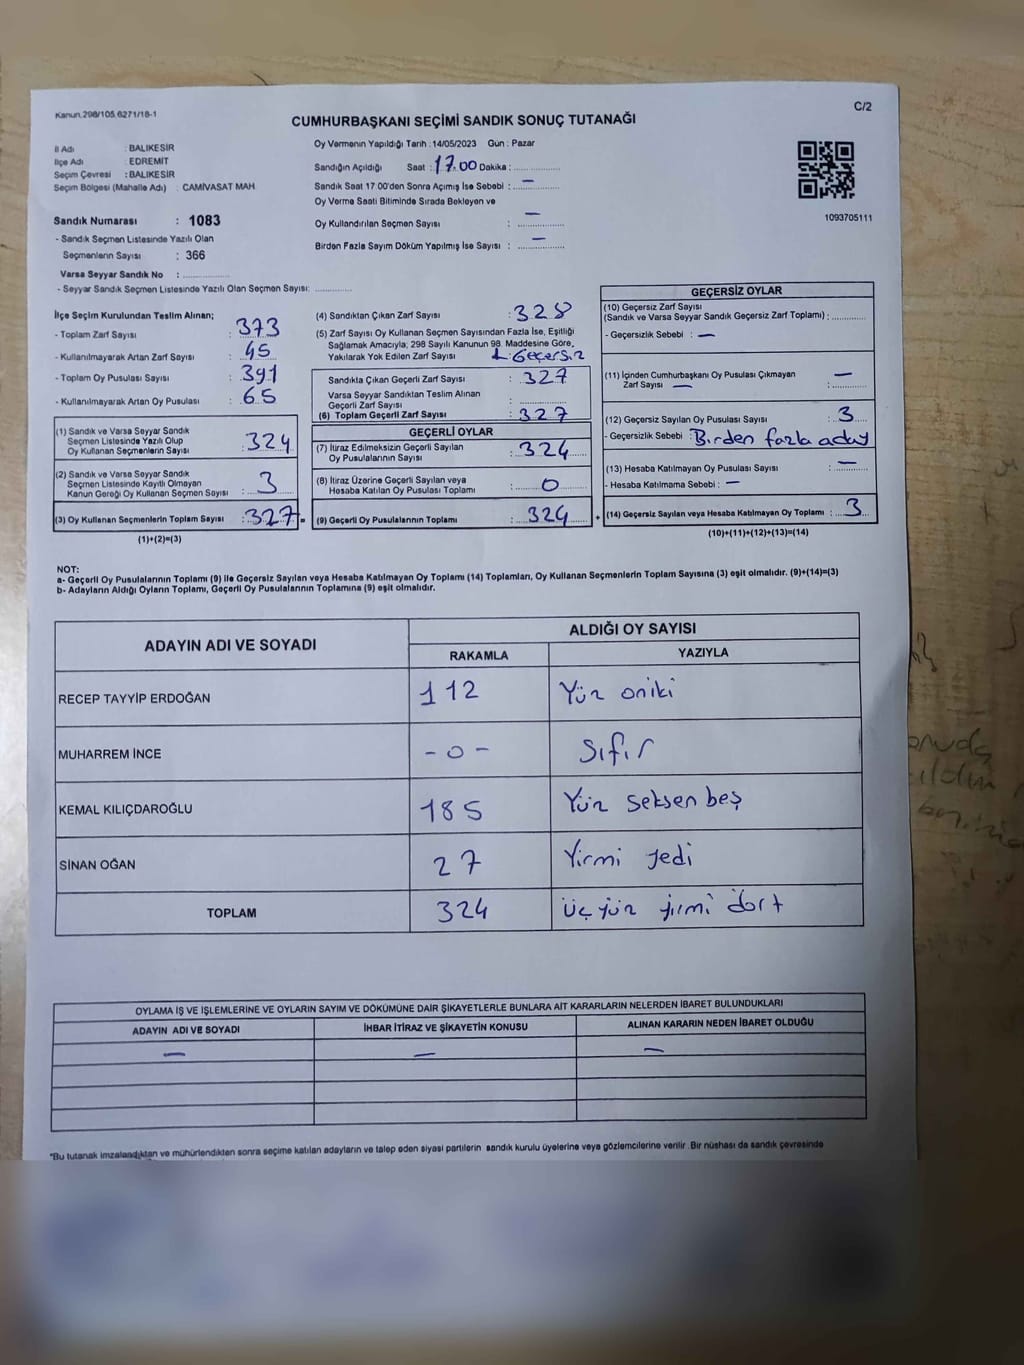 Kanun.298/105.6271/18-1
C/2
CUMHURBAŞKANI SEÇİMİ SANDIK SONUÇ TUTANAĞI
İl Adı : BALIKESİR
İlçe Adı : EDREMİT
Seçim Çevresi : BALIKESİR
Seçim Bölgesi (Mahalle Adı) : CAMİVASAT MAH
Sandık Numarası : 1083
- Sandık Seçmen Listesinde Yazılı Olan
Seçmenlerin Sayısı : 366
Varsa Seyyar Sandık No : ..............
- Seyyar Sandık Seçmen Listesinde Yazılı Olan Seçmen Sayısı: ..............
Oy Vermenin Yapıldığı Tarih : 14/05/2023 Gün : Pazar
Sandığın Açıldığı Saat : 17.00 Dakika : ..............
Sandık Saat 17.00'den Sonra Açımış İse Sebebi : —
Oy Verme Saati Bitiminde Sırada Bekleyen ve
Oy Kullandırılan Seçmen Sayısı : —
Birden Fazla Sayım Döküm Yapılmış İse Sayısı : —
1093705111
İlçe Seçim Kurulundan Teslim Alınan;
- Toplam Zarf Sayısı : 373
- Kullanılmayarak Artan Zarf Sayısı : 45
- Toplam Oy Pusulası Sayısı : 391
- Kullanılmayarak Artan Oy Pusulası : 65
(1) Sandık ve Varsa Seyyar Sandık
Seçmen Listesinde Yazılı Olup
Oy Kullanan Seçmenlerin Sayısı : 324
(2) Sandık ve Varsa Seyyar Sandık
Seçmen Listesinde Kayıtlı Olmayan
Kanun Gereği Oy Kullanan Seçmen Sayısı : 3
(3) Oy Kullanan Seçmenlerin Toplam Sayısı : 327 =
(1)+(2)=(3)
(4) Sandıktan Çıkan Zarf Sayısı : 328
(5) Zarf Sayısı Oy Kullanan Seçmen Sayısından Fazla İse, Eşitliği
Sağlamak Amacıyla; 298 Sayılı Kanunun 98. Maddesine Göre,
Yakılarak Yok Edilen Zarf Sayısı 1 Geçersiz
Sandıkta Çıkan Geçerli Zarf Sayısı : 327
Varsa Seyyar Sandıktan Teslim Alınan
Geçerli Zarf Sayısı : ..............
(6) Toplam Geçerli Zarf Sayısı : 327
GEÇERLİ OYLAR
(7) İtiraz Edilmeksizin Geçerli Sayılan
Oy Pusulalarının Sayısı : 324
(8) İtiraz Üzerine Geçerli Sayılan veya
Hesaba Katılan Oy Pusulası Toplamı : 0
(9) Geçerli Oy Pusulalarının Toplamı : 324 +
GEÇERSİZ OYLAR
(10) Geçersiz Zarf Sayısı
(Sandık ve Varsa Seyyar Sandık Geçersiz Zarf Toplamı) : ..............
- Geçersizlik Sebebi : —
(11) İçinden Cumhurbaşkanı Oy Pusulası Çıkmayan
Zarf Sayısı — : —
(12) Geçersiz Sayılan Oy Pusulası Sayısı : 3
- Geçersizlik Sebebi : Birden fazla aday
(13) Hesaba Katılmayan Oy Pusulası Sayısı : —
- Hesaba Katılmama Sebebi : —
(14) Geçersiz Sayılan veya Hesaba Katılmayan Oy Toplamı : 3
(10)+(11)+(12)+(13)=(14)
NOT:
a- Geçerli Oy Pusulalarının Toplamı (9) ile Geçersiz Sayılan veya Hesaba Katılmayan Oy Toplamı (14) Toplamları, Oy Kullanan Seçmenlerin Toplam Sayısına (3) eşit olmalıdır. (9)+(14)=(3)
b- Adayların Aldığı Oyların Toplamı, Geçerli Oy Pusulalarının Toplamına (9) eşit olmalıdır.
ADAYIN ADI VE SOYADI
ALDIĞI OY SAYISI
RAKAMLA YAZIYLA
RECEP TAYYİP ERDOĞAN 112 Yüz oniki
MUHARREM İNCE - 0 - Sıfır
KEMAL KILIÇDAROĞLU 185 Yüz seksen beş
SİNAN OĞAN 27 Yirmi yedi
TOPLAM 324 Üç yüz yirmi dört
OYLAMA İŞ VE İŞLEMLERİNE VE OYLARIN SAYIM VE DÖKÜMÜNE DAİR ŞİKAYETLERLE BUNLARA AİT KARARLARIN NELERDEN İBARET BULUNDUKLARI
ADAYIN ADI VE SOYADI İHBAR İTİRAZ VE ŞİKAYETİN KONUSU ALINAN KARARIN NEDEN İBARET OLDUĞU
— — —
*Bu tutanak imzalandıktan ve mühürlendikten sonra seçime katılan adayların ve talep eden siyasi partilerin sandık kurulu üyelerine veya gözlemcilerine verilir. Bir nüshası da sandık çevresinde